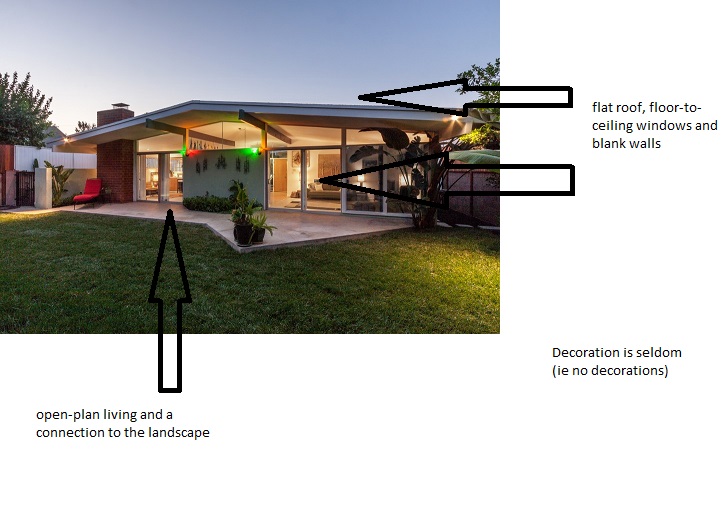 flat roof, floor-to-
ceiling windows and
blank walls
Decoration is seldom
(ie no decorations)
open-plan living and a
connection to the landscape